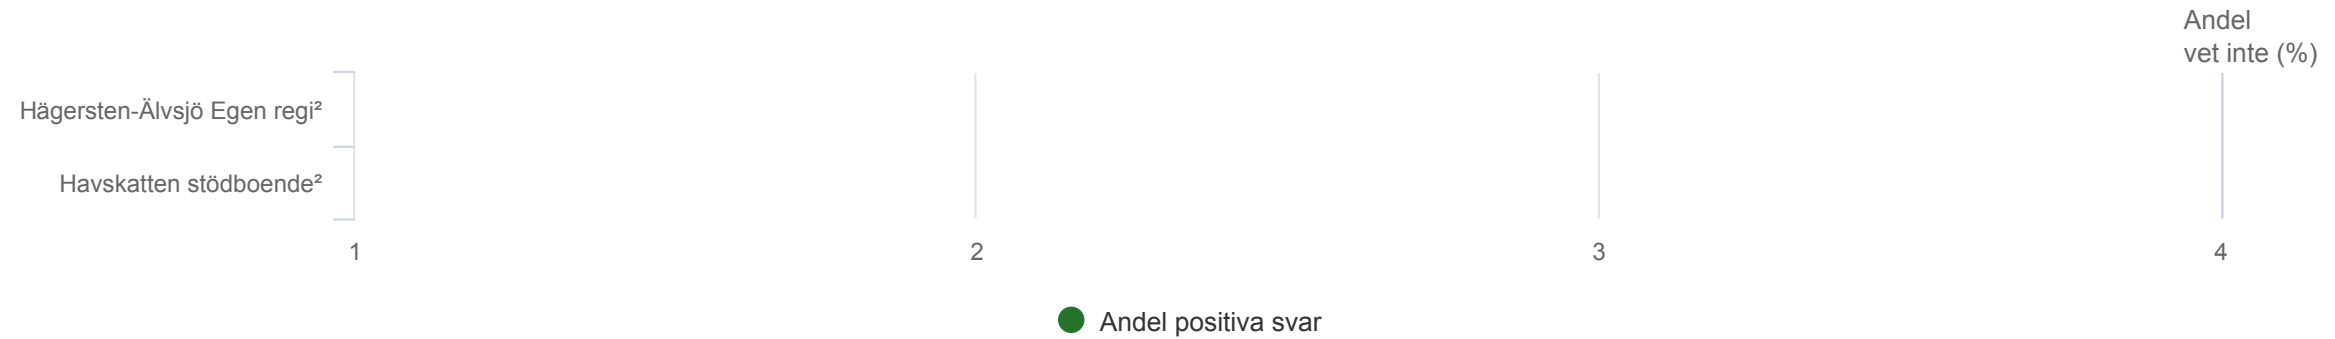 Andel
vet inte (%)
Hägersten-Älvsjö Egen regi²
Havskatten stödboende²
1 2 3 4
Andel positiva svar